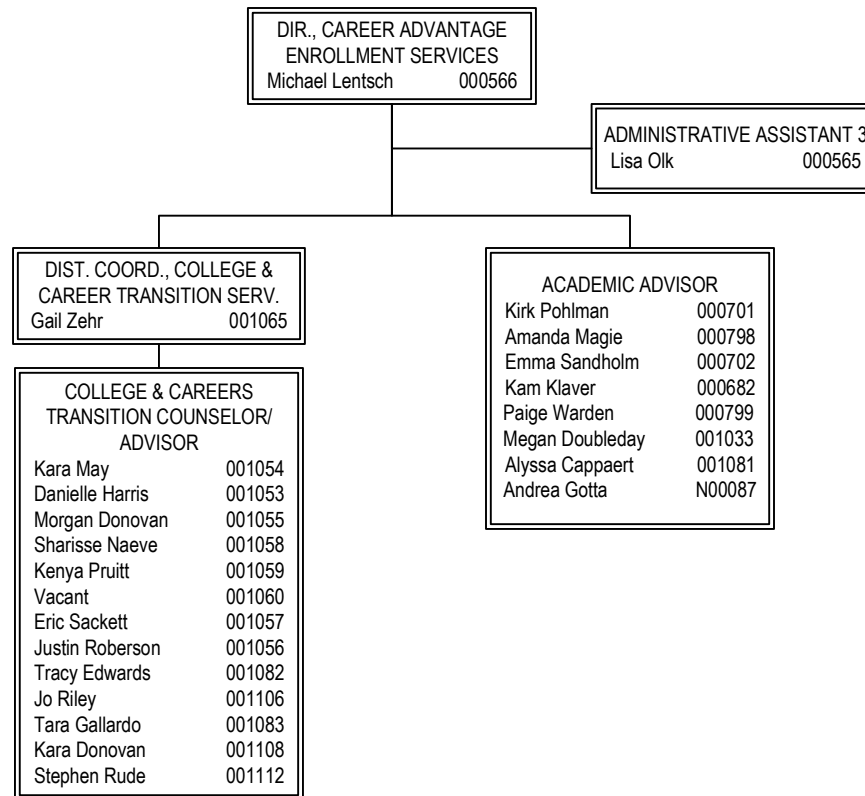 DIR., CAREER ADVANTAGE
ENROLLMENT SERVICES
Michael Lentsch 000566
ADMINISTRATIVE ASSISTANT 3
Lisa Olk 000565
DIST. COORD., COLLEGE &
CAREER TRANSITION SERV.
Gail Zehr 001065
COLLEGE & CAREERS
TRANSITION COUNSELOR/
ADVISOR
Kara May 001054
Danielle Harris 001053
Morgan Donovan 001055
Sharisse Naeve 001058
Kenya Pruitt 001059
Vacant 001060
Eric Sackett 001057
Justin Roberson 001056
Tracy Edwards 001082
Jo Riley 001106
Tara Gallardo 001083
Kara Donovan 001108
Stephen Rude 001112
ACADEMIC ADVISOR
Kirk Pohlman 000701
Amanda Magie 000798
Emma Sandholm 000702
Kam Klaver 000682
Paige Warden 000799
Megan Doubleday 001033
Alyssa Cappaert 001081
Andrea Gotta N00087